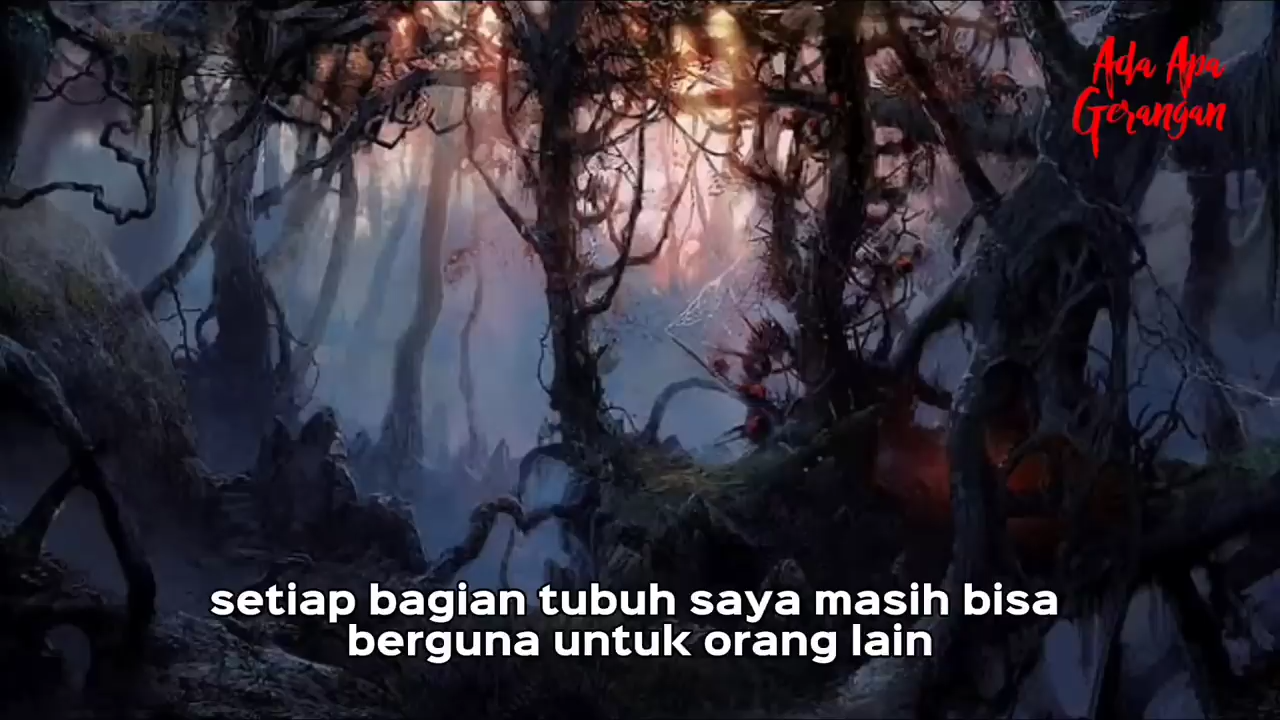 Ada Apa
Gerangan
setiap bagian tubuh saya masih bisa
berguna untuk orang lain